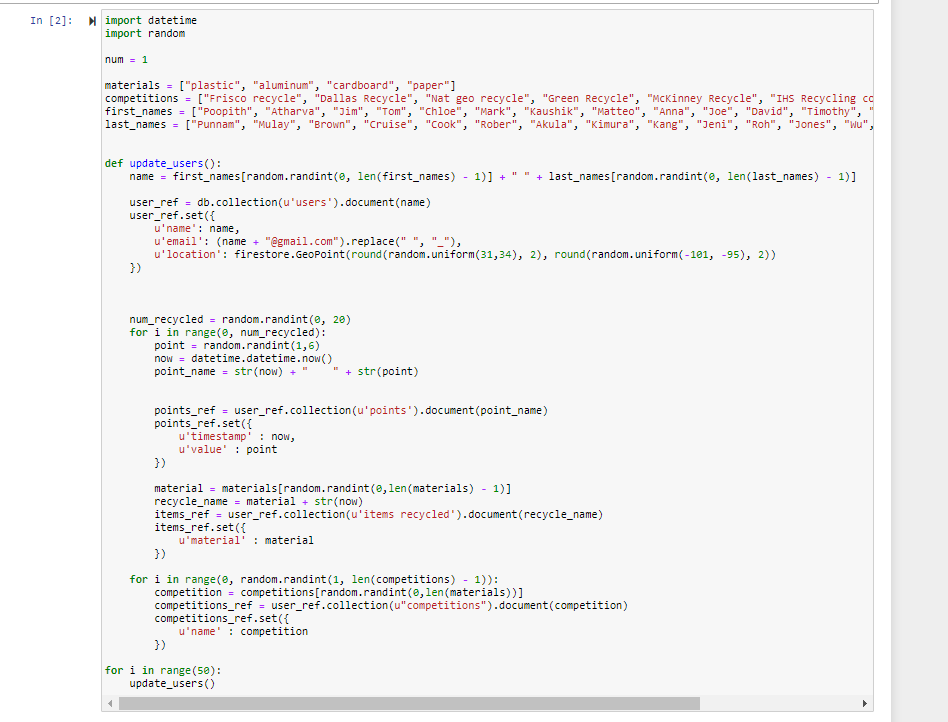 In [2]:
import datetime
import random
num = 1
materials = ["plastic", "aluminum", "cardboard", "paper"]
competitions = ["Frisco recycle", "Dallas Recycle", "Nat geo recycle", "Green Recycle", "McKinney Recycle", "IHS Recycling co
first_names = ["Poopith", "Atharva", "Jim", "Tom", "Chloe", "Mark", "Kaushik", "Matteo", "Anna", "Joe", "David", "Timothy", "
last_names = ["Punnam", "Mulay", "Brown", "Cruise", "Cook", "Rober", "Akula", "Kimura", "Kang", "Jeni", "Roh", "Jones", "Wu",
def update_users():
    name = first_names[random.randint(0, len(first_names) - 1)] + " " + last_names[random.randint(0, len(last_names) - 1)]
    user_ref = db.collection(u'users').document(name)
    user_ref.set({
        u'name': name,
        u'email': (name + "@gmail.com").replace(" ", "_"),
        u'location': firestore.GeoPoint(round(random.uniform(31,34), 2), round(random.uniform(-101, -95), 2))
    })
    num_recycled = random.randint(0, 20)
    for i in range(0, num_recycled):
        point = random.randint(1,6)
        now = datetime.datetime.now()
        point_name = str(now) + "    " + str(point)
        points_ref = user_ref.collection(u'points').document(point_name)
        points_ref.set({
            u'timestamp' : now,
            u'value' : point
        })
        material = materials[random.randint(0,len(materials) - 1)]
        recycle_name = material + str(now)
        items_ref = user_ref.collection(u'items recycled').document(recycle_name)
        items_ref.set({
            u'material' : material
        })
    for i in range(0, random.randint(1, len(competitions) - 1)):
        competition = competitions[random.randint(0,len(materials))]
        competitions_ref = user_ref.collection(u"competitions").document(competition)
        competitions_ref.set({
            u'name' : competition
        })
for i in range(50):
    update_users()